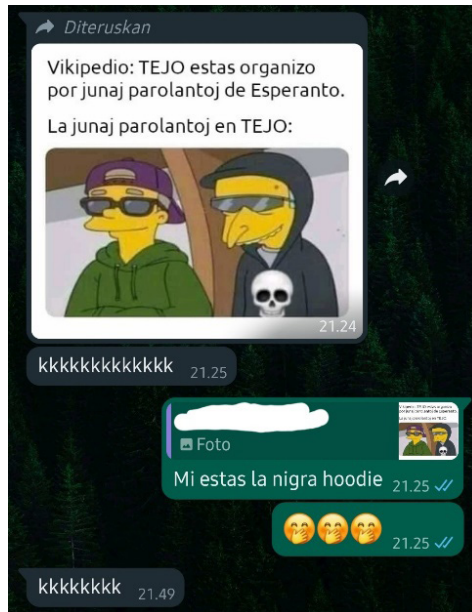 Diteruskan
Vikipedio: TEJO estas organizo
por junaj parolantoj de Esperanto.
La junaj parolantoj en TEJO:
21.24
kkkkkkkkkkkkk 21.25
Foto
Mi estas la nigra hoodie 21.25
🤭🤭🤭 21.25
kkkkkkkk 21.49